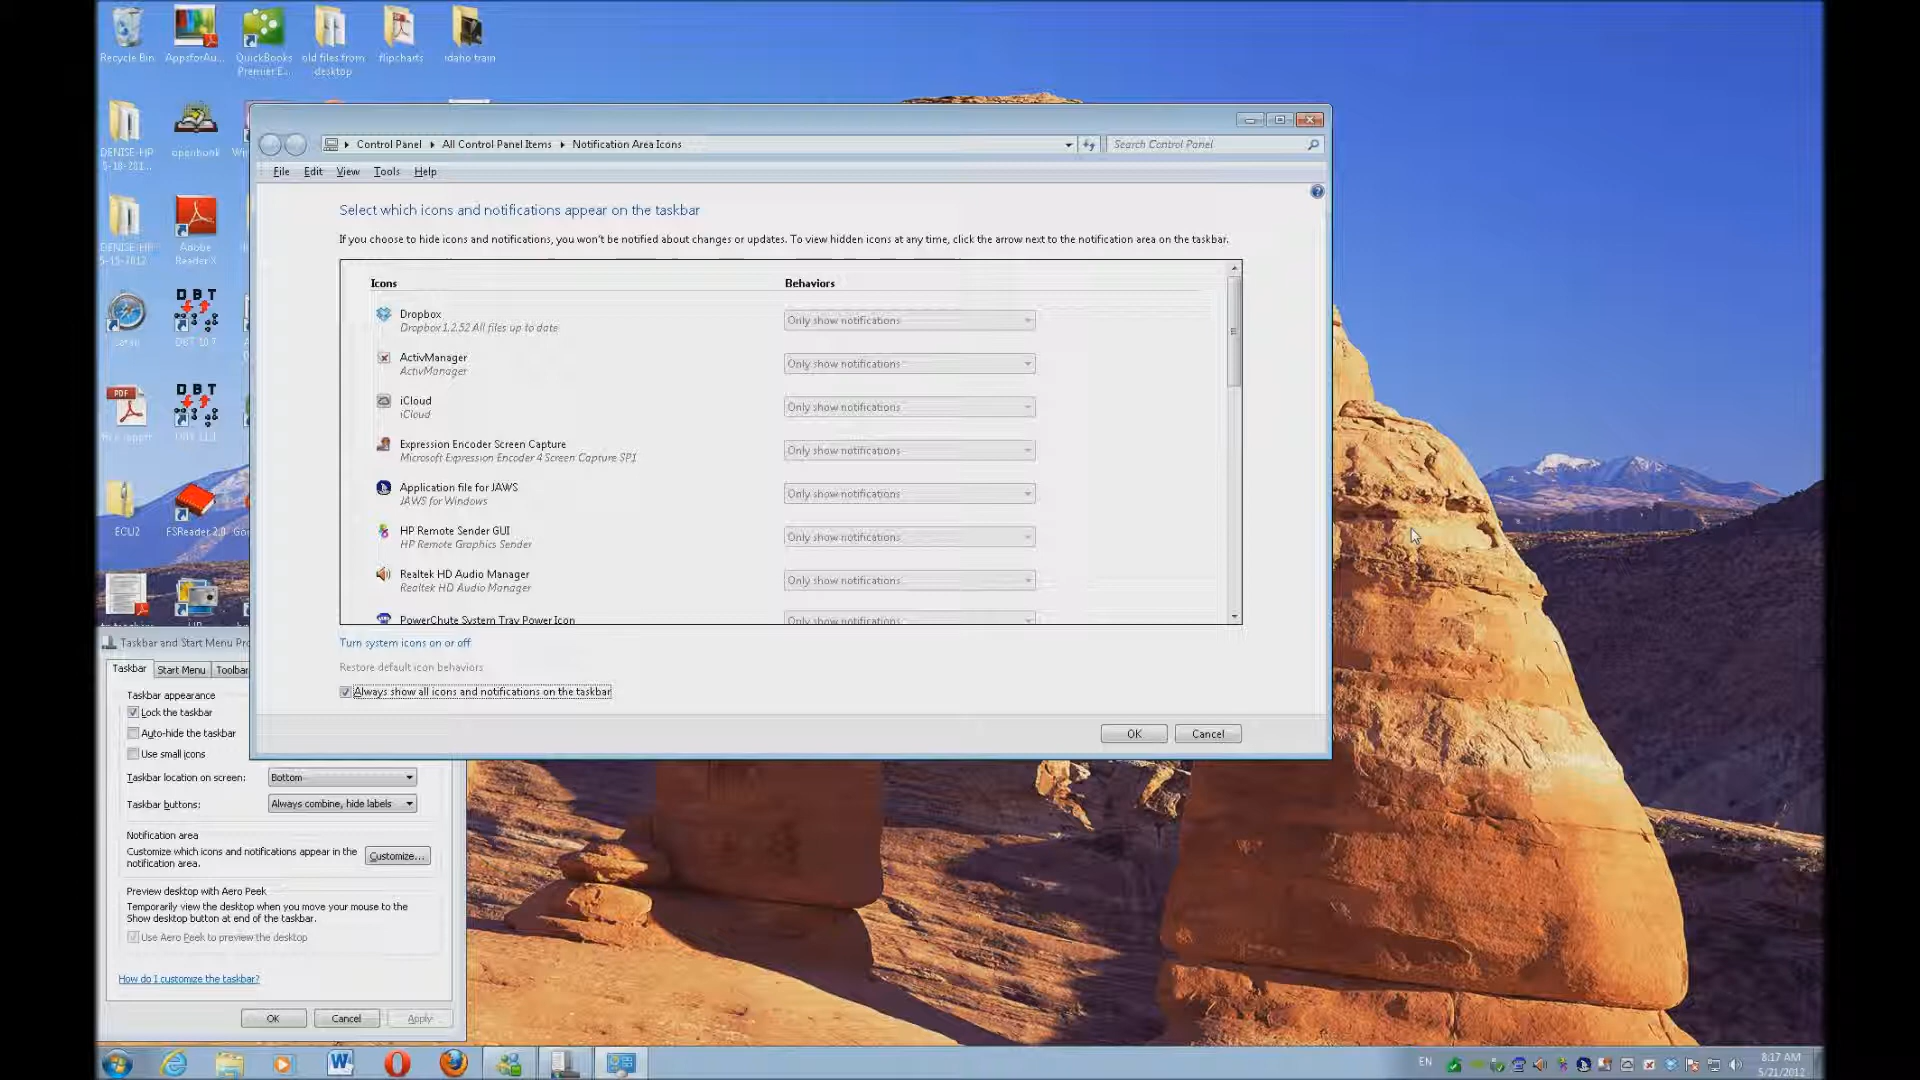 Recycle Bin
AppsforAu...
QuickBooks
Premier E...
old files from
desktop
flipcharts
idaho train
DENISE-HP
5-18-201...
openbook
DENISE-HP
5-15-2012
Adobe
Reader X
DBT
DBT 10.7
PDF
DBT
DBT 11.1
ECU2
FSReader 2.0
Control Panel
All Control Panel Items
Notification Area Icons
Search Control Panel
File Edit View Tools Help
Select which icons and notifications appear on the taskbar
If you choose to hide icons and notifications, you won't be notified about changes or updates. To view hidden icons at any time, click the arrow next to the notification area on the taskbar.
Icons Behaviors
Dropbox
Dropbox 1.2.52 All files up to date
Only show notifications
ActivManager
ActivManager
Only show notifications
iCloud
iCloud
Only show notifications
Expression Encoder Screen Capture
Microsoft Expression Encoder 4 Screen Capture SP1
Only show notifications
Application file for JAWS
JAWS for Windows
Only show notifications
HP Remote Sender GUI
HP Remote Graphics Sender
Only show notifications
Realtek HD Audio Manager
Realtek HD Audio Manager
Only show notifications
PowerChute System Tray Power Icon
Only show notifications
Turn system icons on or off
Restore default icon behaviors
Always show all icons and notifications on the taskbar
OK Cancel
Taskbar and Start Menu Pro
Taskbar Start Menu Toolbar
Taskbar appearance
Lock the taskbar
Auto-hide the taskbar
Use small icons
Taskbar location on screen: Bottom
Taskbar buttons: Always combine, hide labels
Notification area
Customize which icons and notifications appear in the
notification area.
Customize...
Preview desktop with Aero Peek
Temporarily view the desktop when you move your mouse to the
Show desktop button at end of the taskbar.
Use Aero Peek to preview the desktop
How do I customize the taskbar?
OK Cancel Apply
EN
8:17 AM
5/21/2012